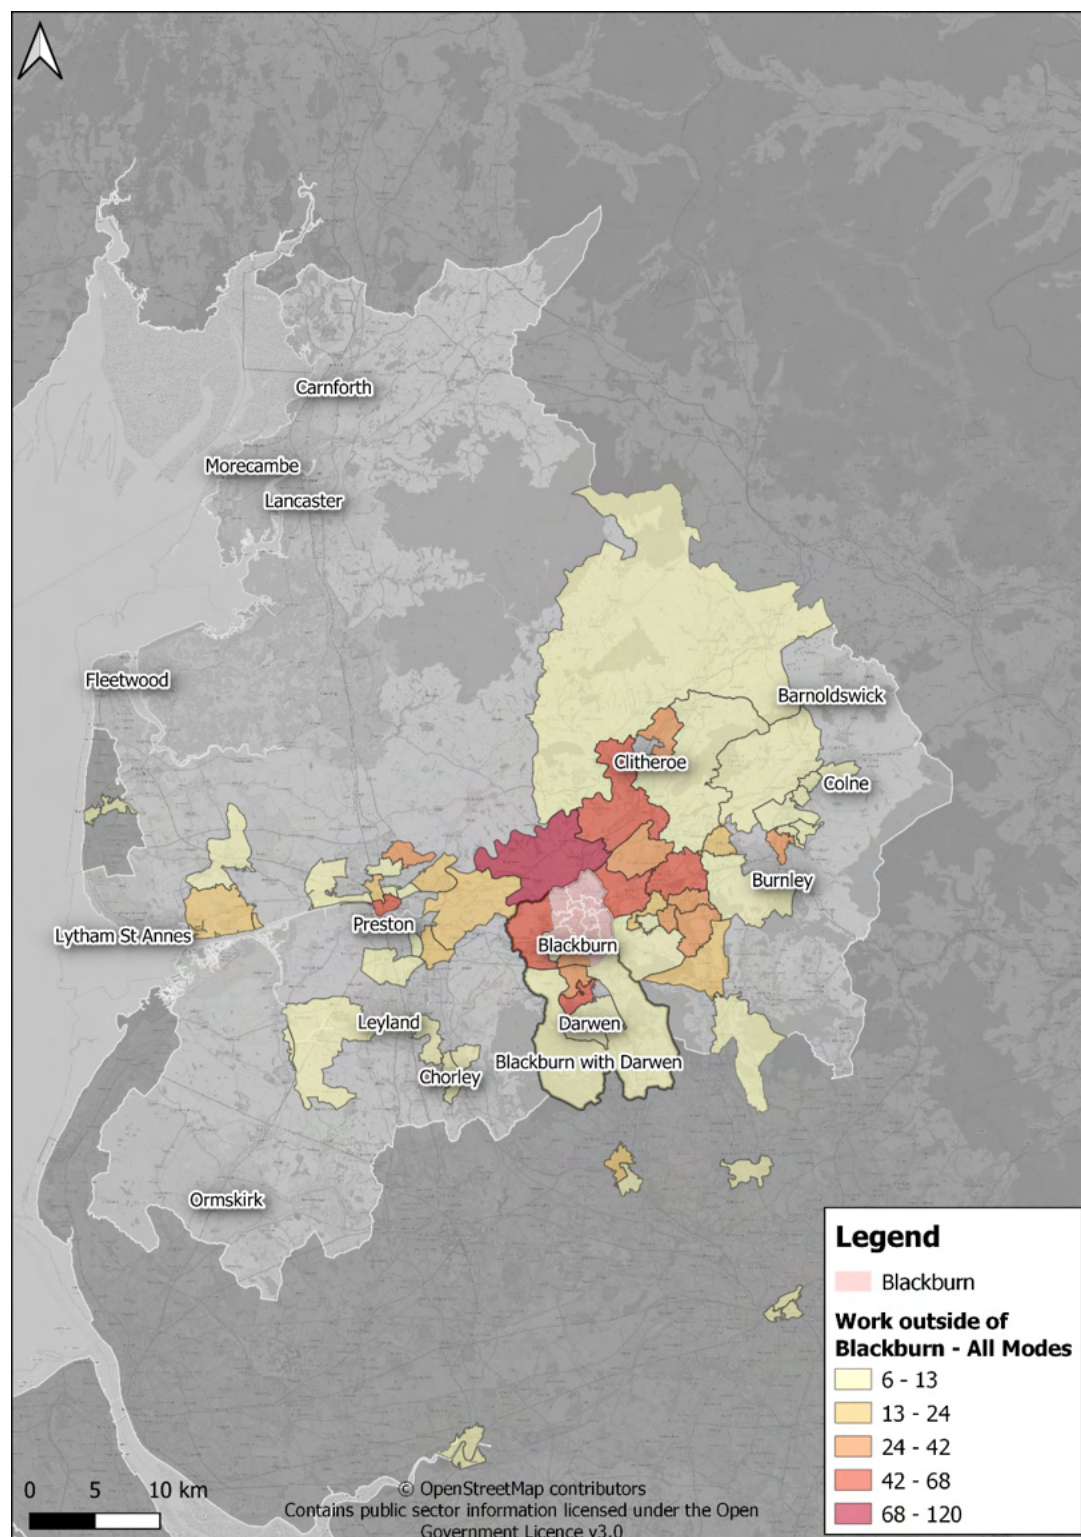 Carnforth
Morecambe
Lancaster
Fleetwood
Barnoldswick
Clitheroe
Colne
Burnley
Preston
Lytham St Annes
Blackburn
Leyland
Darwen
Blackburn with Darwen
Chorley
Ormskirk
Legend
Blackburn
Work outside of
Blackburn - All Modes
6 - 13
13 - 24
24 - 42
42 - 68
68 - 120
0 5 10 km
© OpenStreetMap contributors
Contains public sector information licensed under the Open
Government Licence v3.0